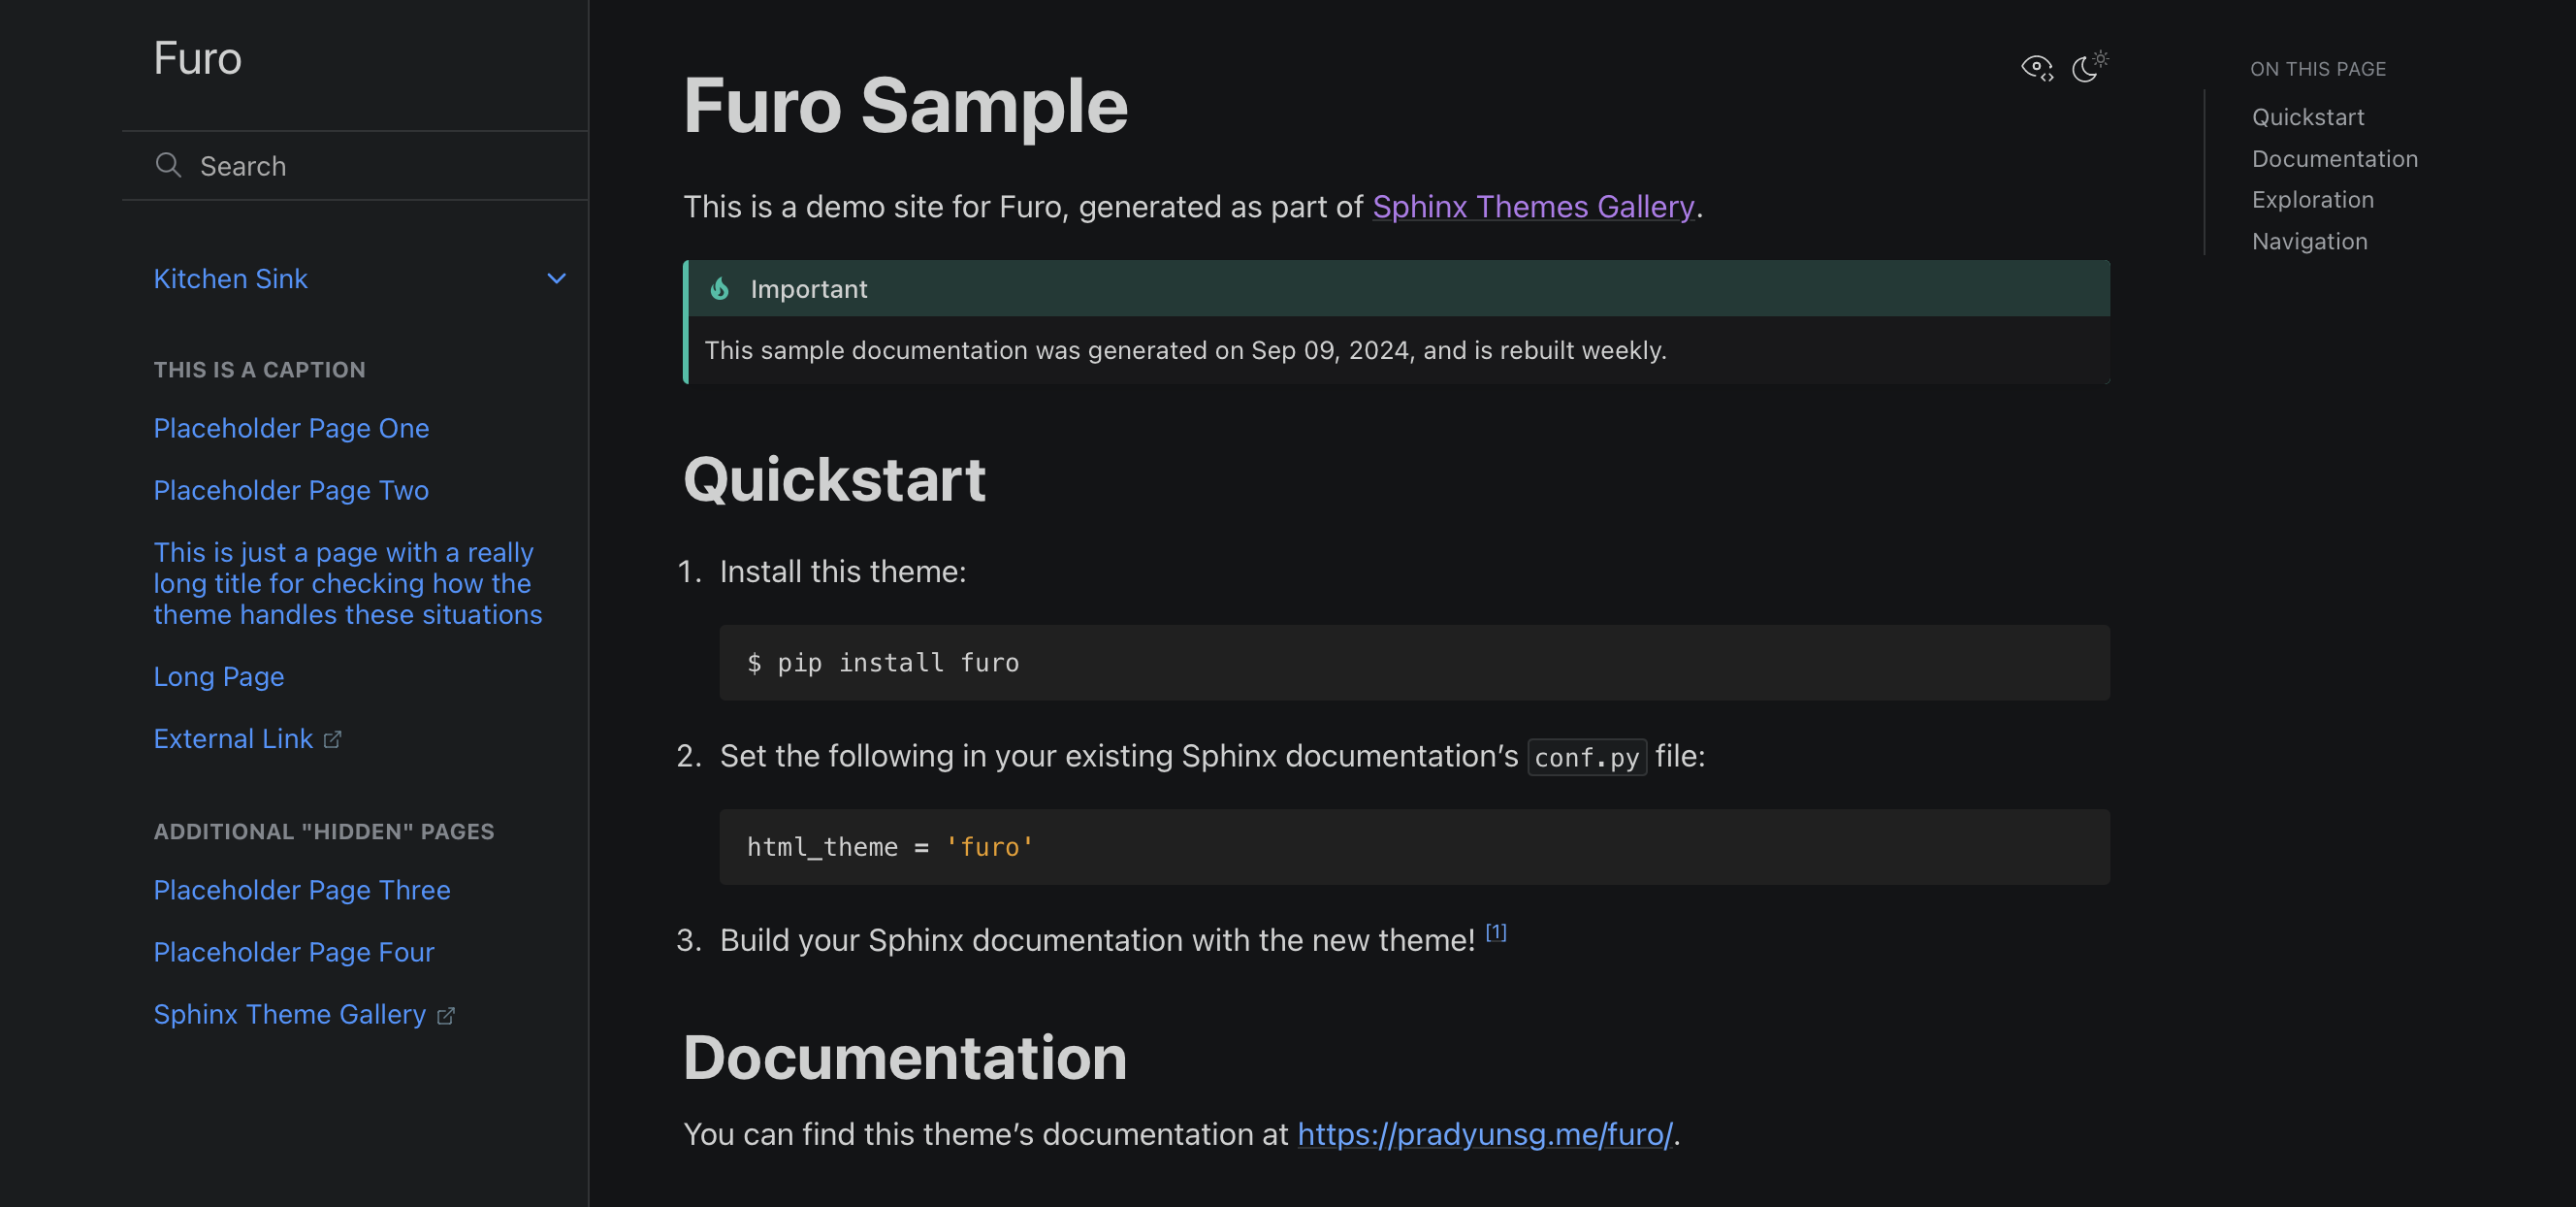 Furo
Search
Kitchen Sink
THIS IS A CAPTION
Placeholder Page One
Placeholder Page Two
This is just a page with a really
long title for checking how the
theme handles these situations
Long Page
External Link
ADDITIONAL "HIDDEN" PAGES
Placeholder Page Three
Placeholder Page Four
Sphinx Theme Gallery
Furo Sample
This is a demo site for Furo, generated as part of Sphinx Themes Gallery.
Important
This sample documentation was generated on Sep 09, 2024, and is rebuilt weekly.
Quickstart
1. Install this theme:
$ pip install furo
2. Set the following in your existing Sphinx documentation’s conf.py file:
html_theme = 'furo'
3. Build your Sphinx documentation with the new theme! [1]
Documentation
You can find this theme’s documentation at https://pradyunsg.me/furo/.
ON THIS PAGE
Quickstart
Documentation
Exploration
Navigation